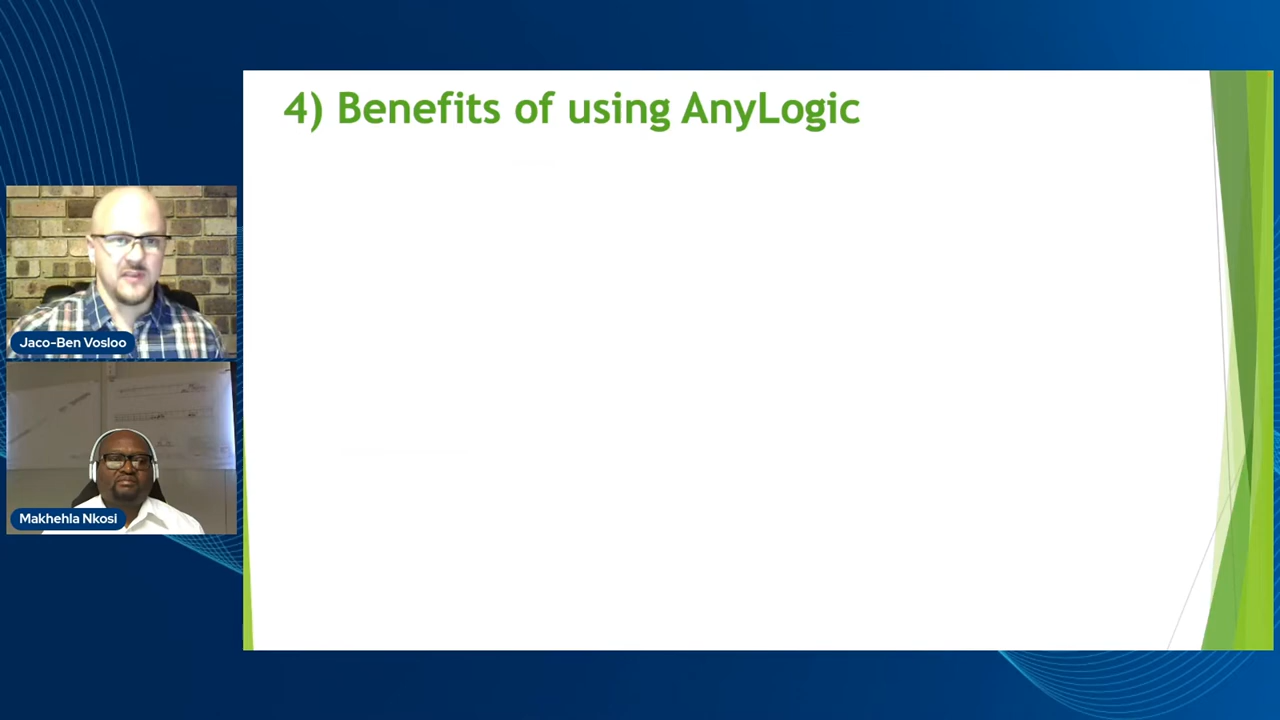 4) Benefits of using AnyLogic
Jaco-Ben Vosloo
Makhehla Nkosi